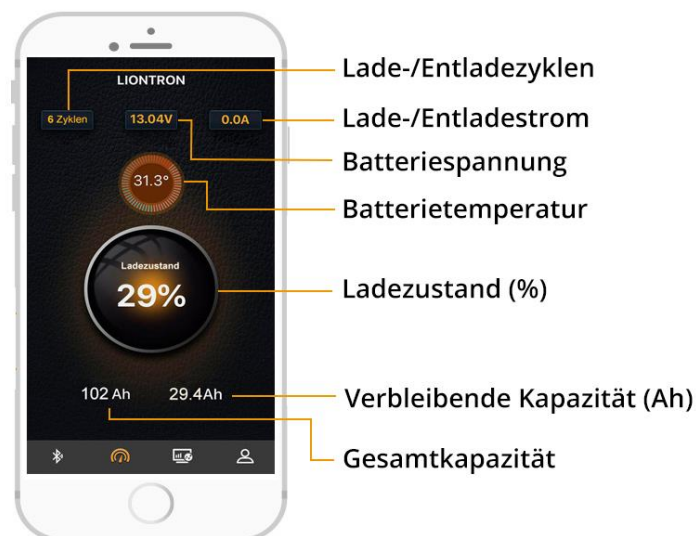 LIONTRON
6 Zyklen
13.04V
0.0A
31.3°
Ladezustand
29%
102 Ah
29.4Ah
Lade-/Entladezyklen
Lade-/Entladestrom
Batteriespannung
Batterietemperatur
Ladezustand (%)
Verbleibende Kapazität (Ah)
Gesamtkapazität